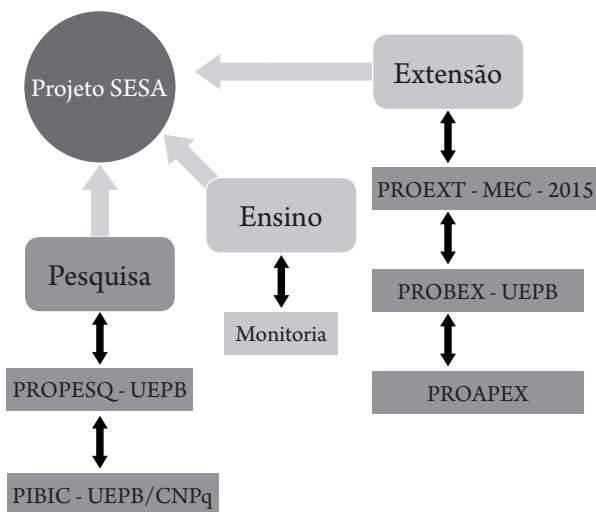 Projeto SESA
Extensão
PROEXT - MEC - 2015
Ensino
PROBEX - UEPB
Pesquisa
Monitoria
PROPESQ - UEPB
PROAPEX
PIBIC - UEPB/CNPq